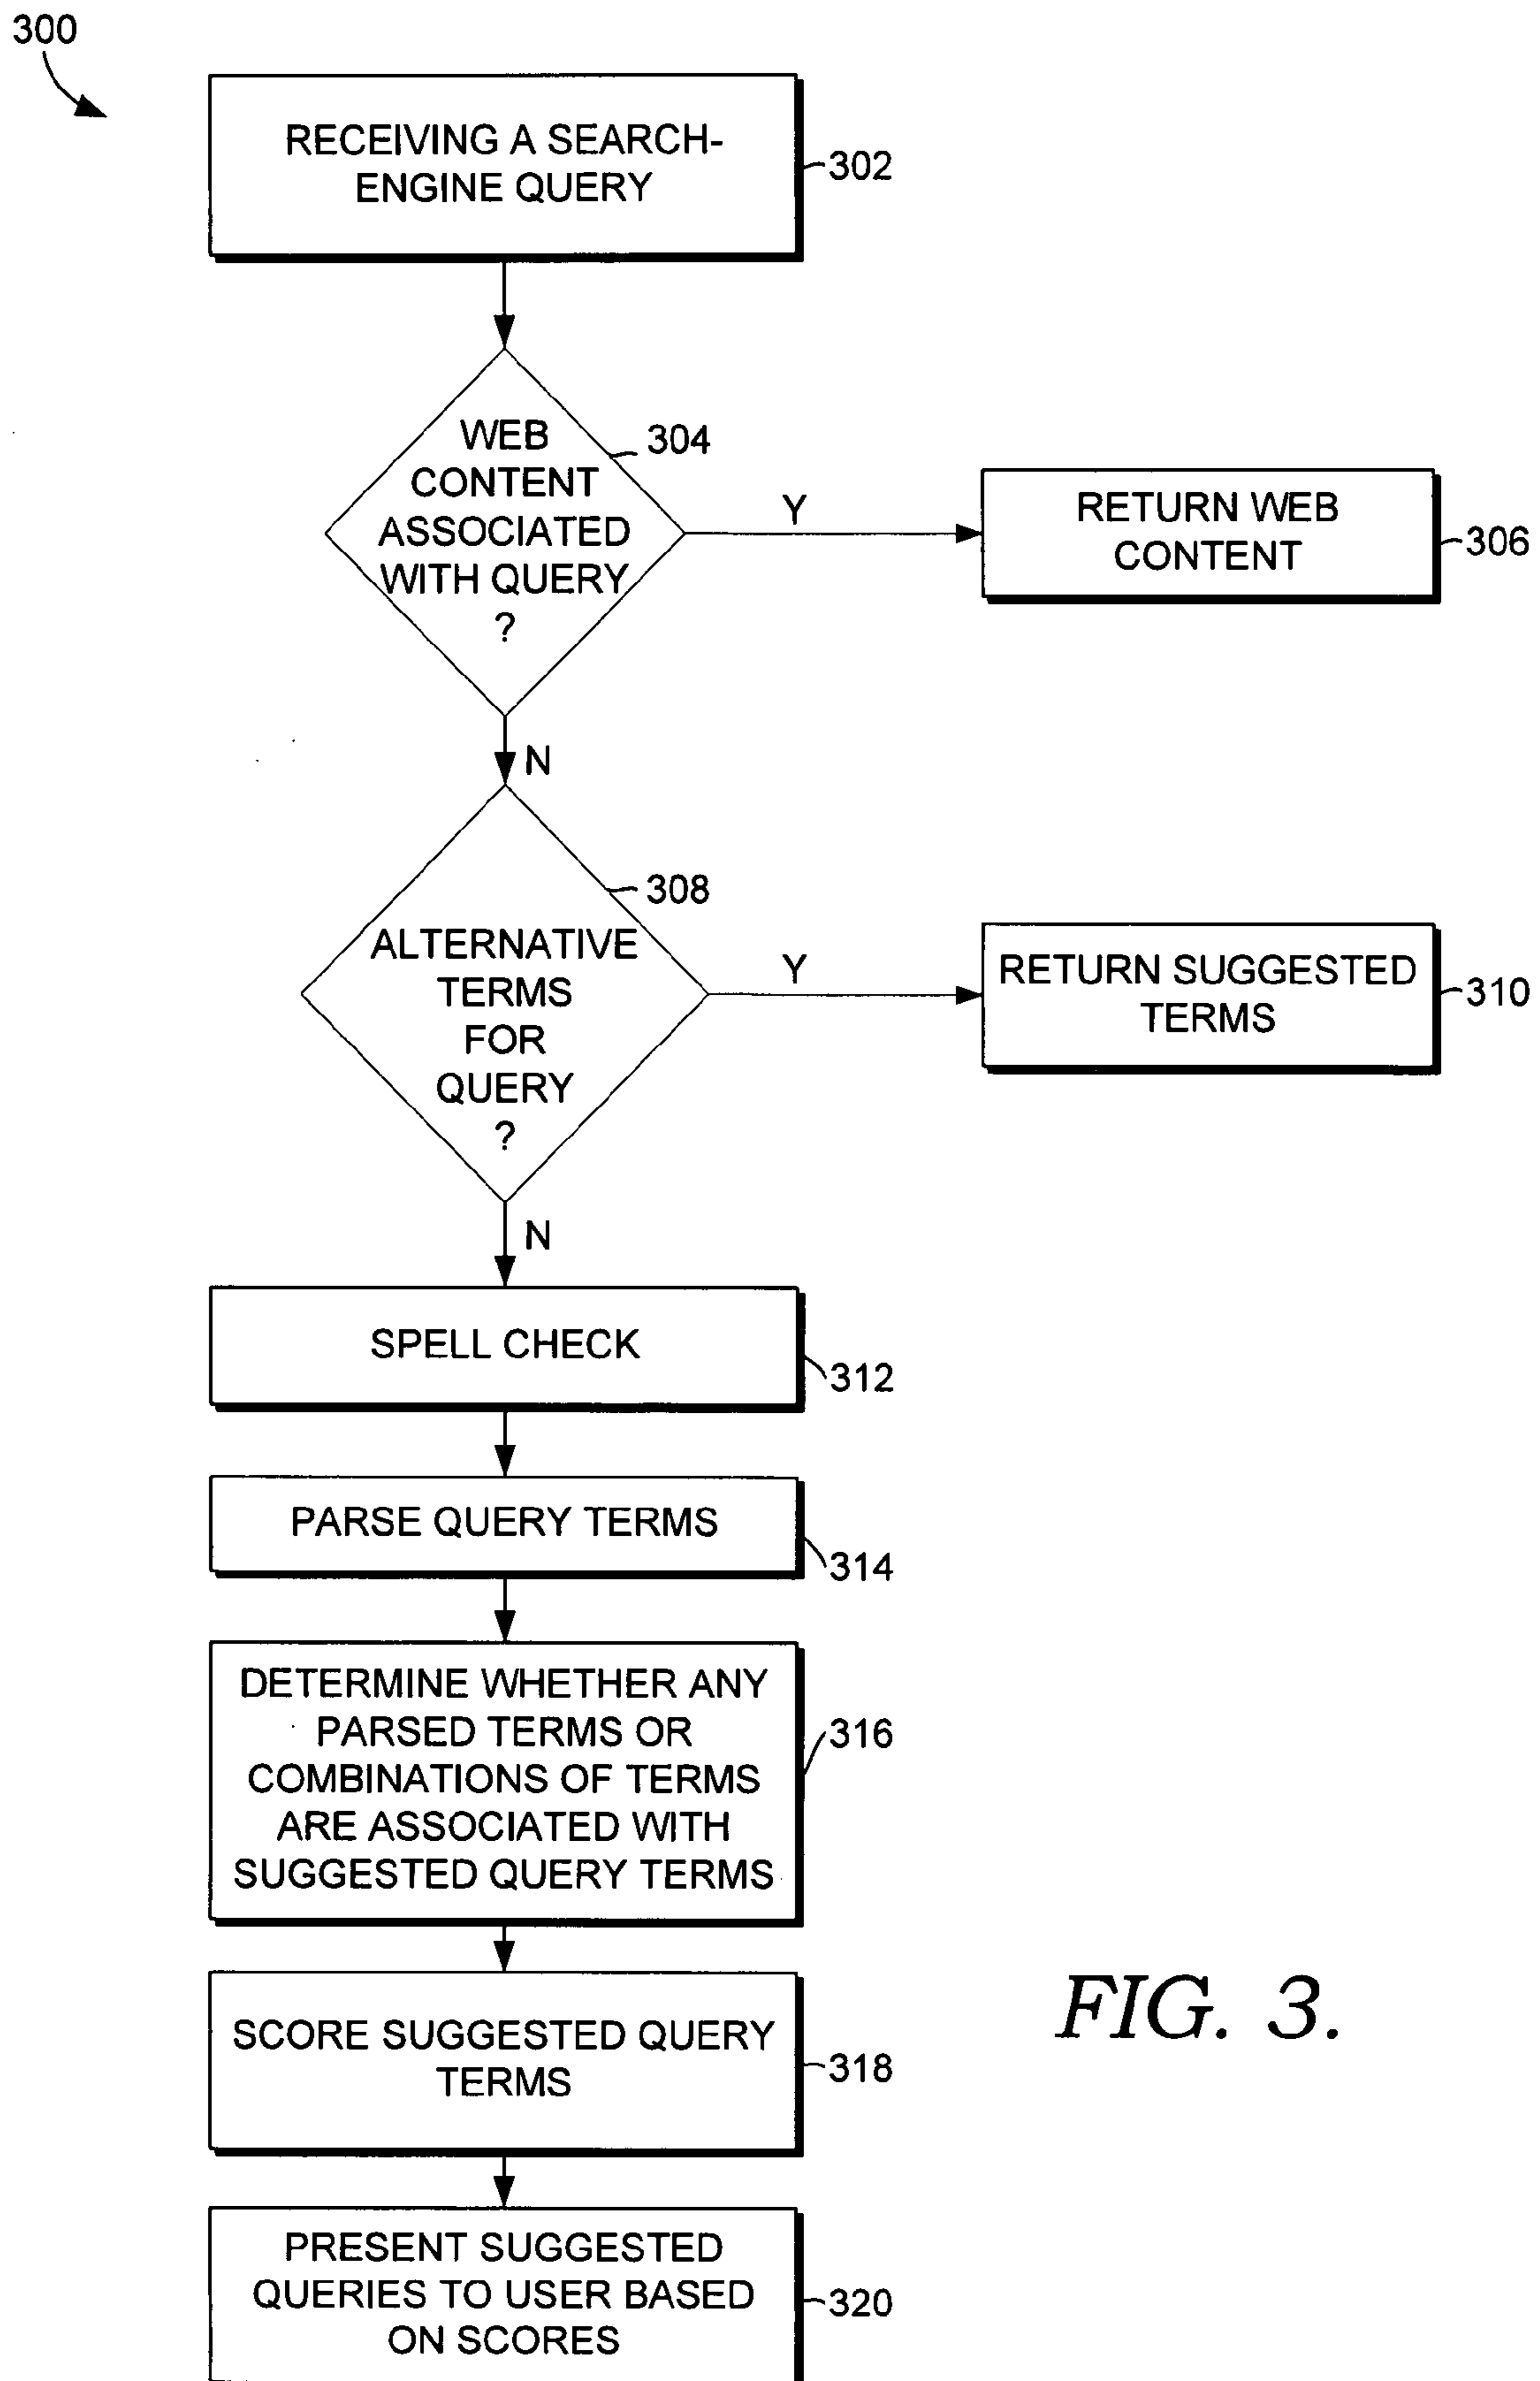 300
RECEIVING A SEARCH-
ENGINE QUERY
302
WEB
CONTENT
ASSOCIATED
WITH QUERY
?
304
Y
RETURN WEB
CONTENT
306
N
ALTERNATIVE
TERMS
FOR
QUERY
?
308
Y
RETURN SUGGESTED
TERMS
310
N
SPELL CHECK
312
PARSE QUERY TERMS
314
DETERMINE WHETHER ANY
PARSED TERMS OR
COMBINATIONS OF TERMS
ARE ASSOCIATED WITH
SUGGESTED QUERY TERMS
316
SCORE SUGGESTED QUERY
TERMS
318
PRESENT SUGGESTED
QUERIES TO USER BASED
ON SCORES
320
FIG. 3.